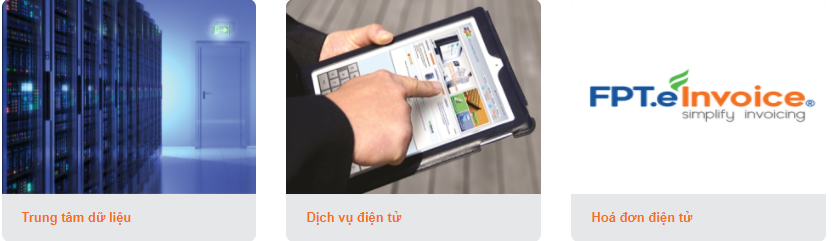 FPT.eInvoice®
simplify invoicing
Trung tâm dữ liệu
Dịch vụ điện tử
Hoá đơn điện tử